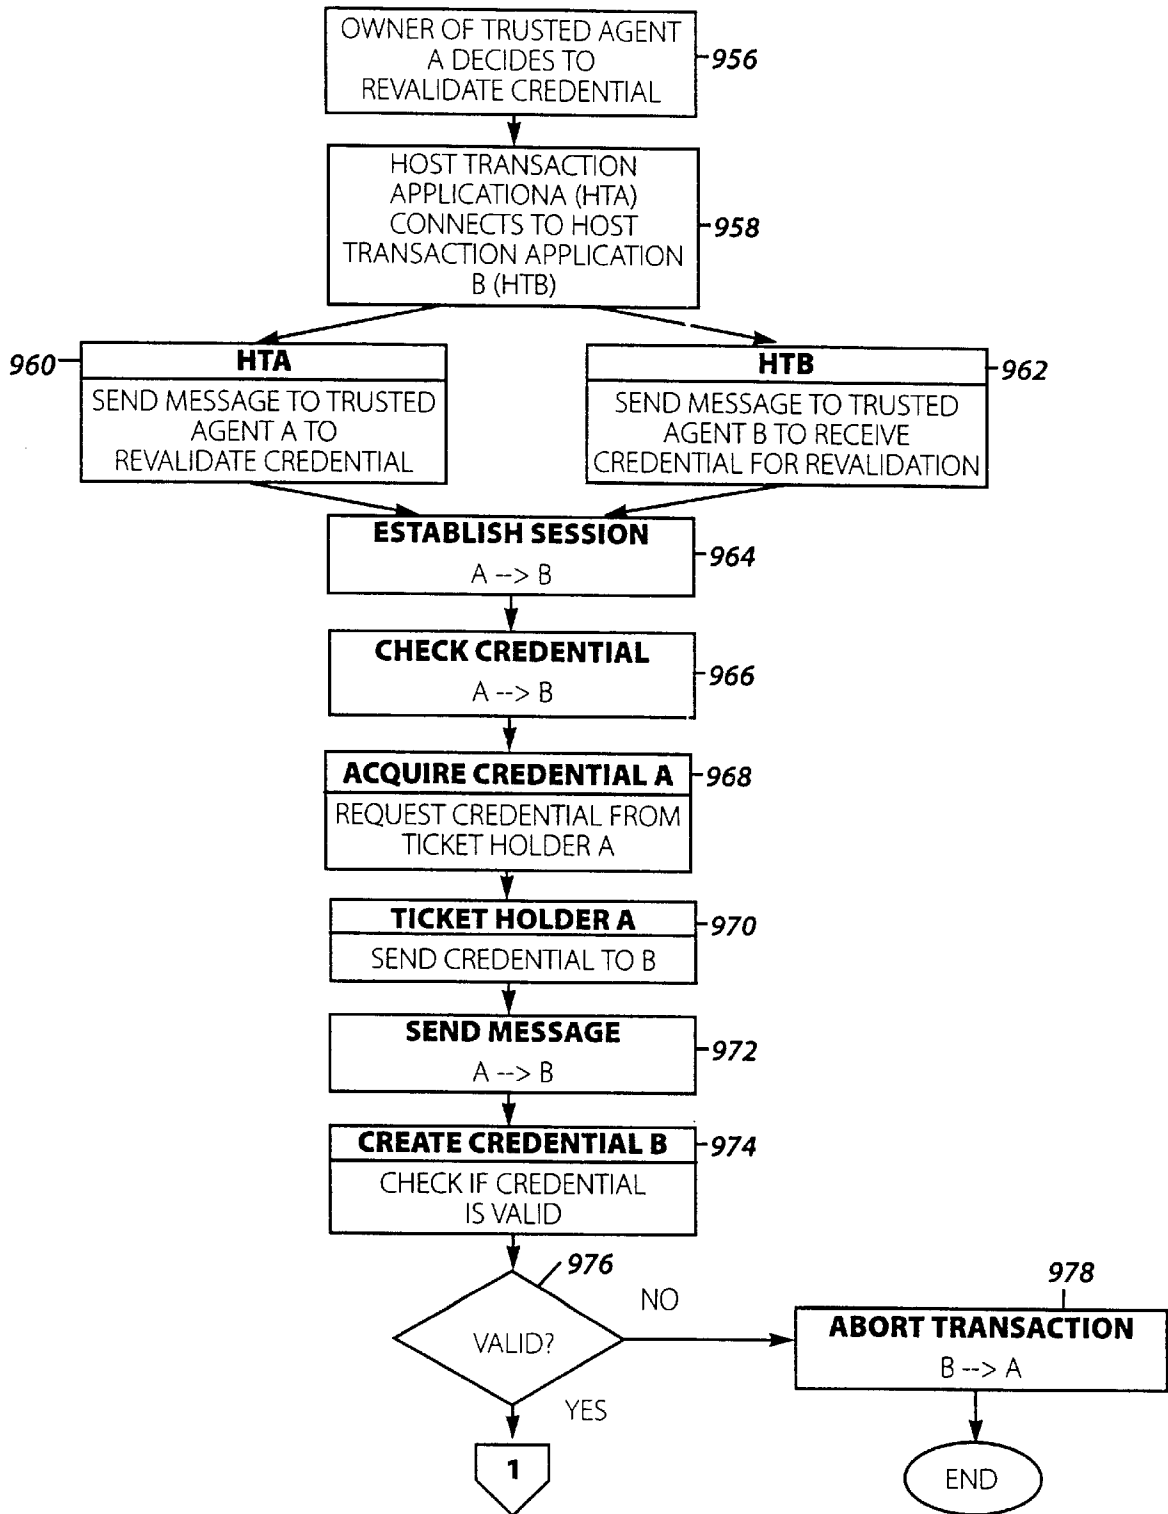 OWNER OF TRUSTED AGENT
A DECIDES TO
REVALIDATE CREDENTIAL
956
HOST TRANSACTION
APPLICATIONA (HTA)
CONNECTS TO HOST
TRANSACTION APPLICATION
B (HTB)
958
960
HTA
SEND MESSAGE TO TRUSTED
AGENT A TO
REVALIDATE CREDENTIAL
HTB
962
SEND MESSAGE TO TRUSTED
AGENT B TO RECEIVE
CREDENTIAL FOR REVALIDATION
ESTABLISH SESSION
A --> B
964
CHECK CREDENTIAL
A --> B
966
ACQUIRE CREDENTIAL A
968
REQUEST CREDENTIAL FROM
TICKET HOLDER A
TICKET HOLDER A
970
SEND CREDENTIAL TO B
SEND MESSAGE
A --> B
972
CREATE CREDENTIAL B
974
CHECK IF CREDENTIAL
IS VALID
976
VALID?
NO
978
ABORT TRANSACTION
B --> A
YES
1
END